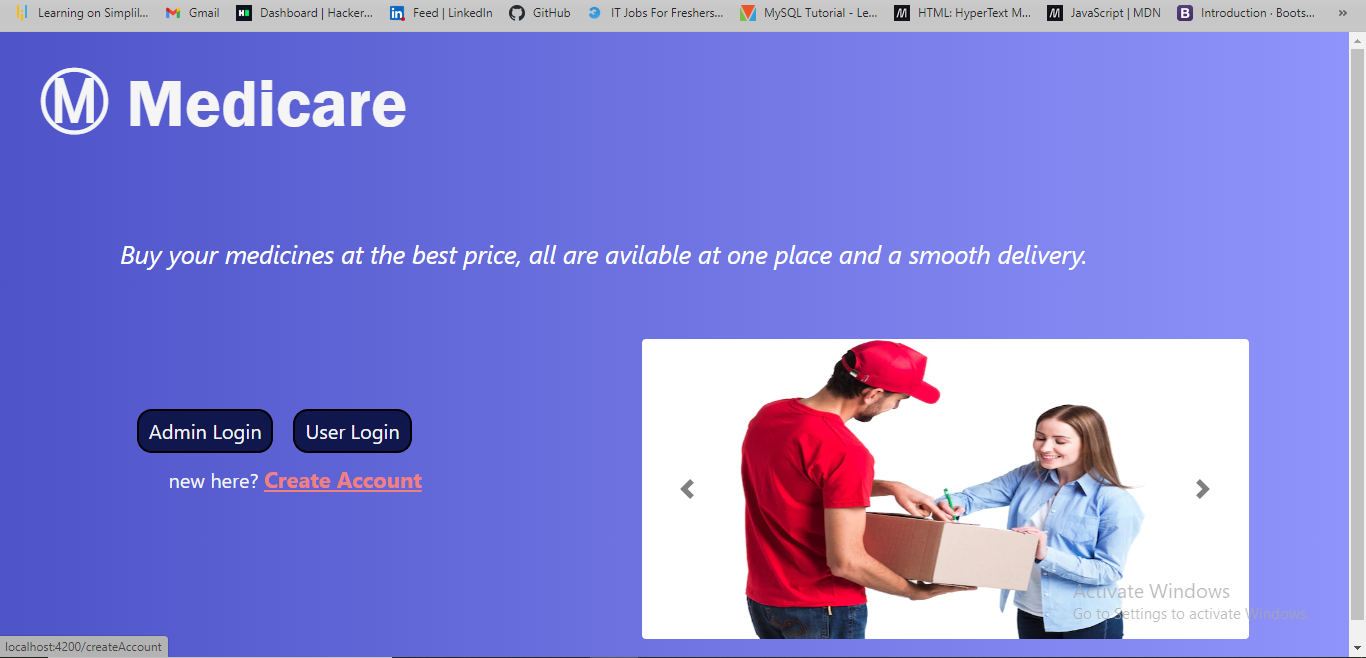 Learning on Simplil... Gmail Dashboard | Hacker... Feed | LinkedIn GitHub IT Jobs For Freshers... MySQL Tutorial - Le... HTML: HyperText M... JavaScript | MDN Introduction · Boots... »
M Medicare
Buy your medicines at the best price, all are avilable at one place and a smooth delivery.
Admin Login User Login
new here? Create Account
Activate Windows
Go to Settings to activate Windows.
localhost:4200/createAccount